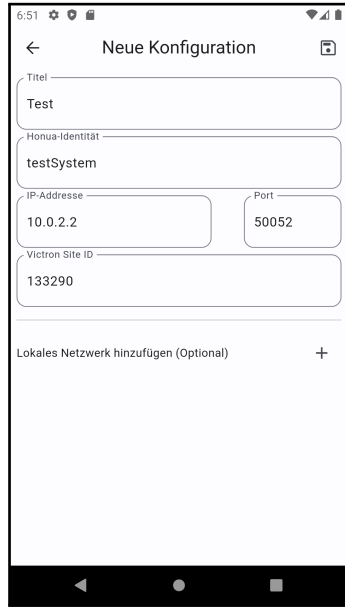 6:51
Neue Konfiguration
Titel
Test
Honua-Identität
testSystem
IP-Addresse
Port
10.0.2.2
50052
Victron Site ID
133290
Lokales Netzwerk hinzufügen (Optional)